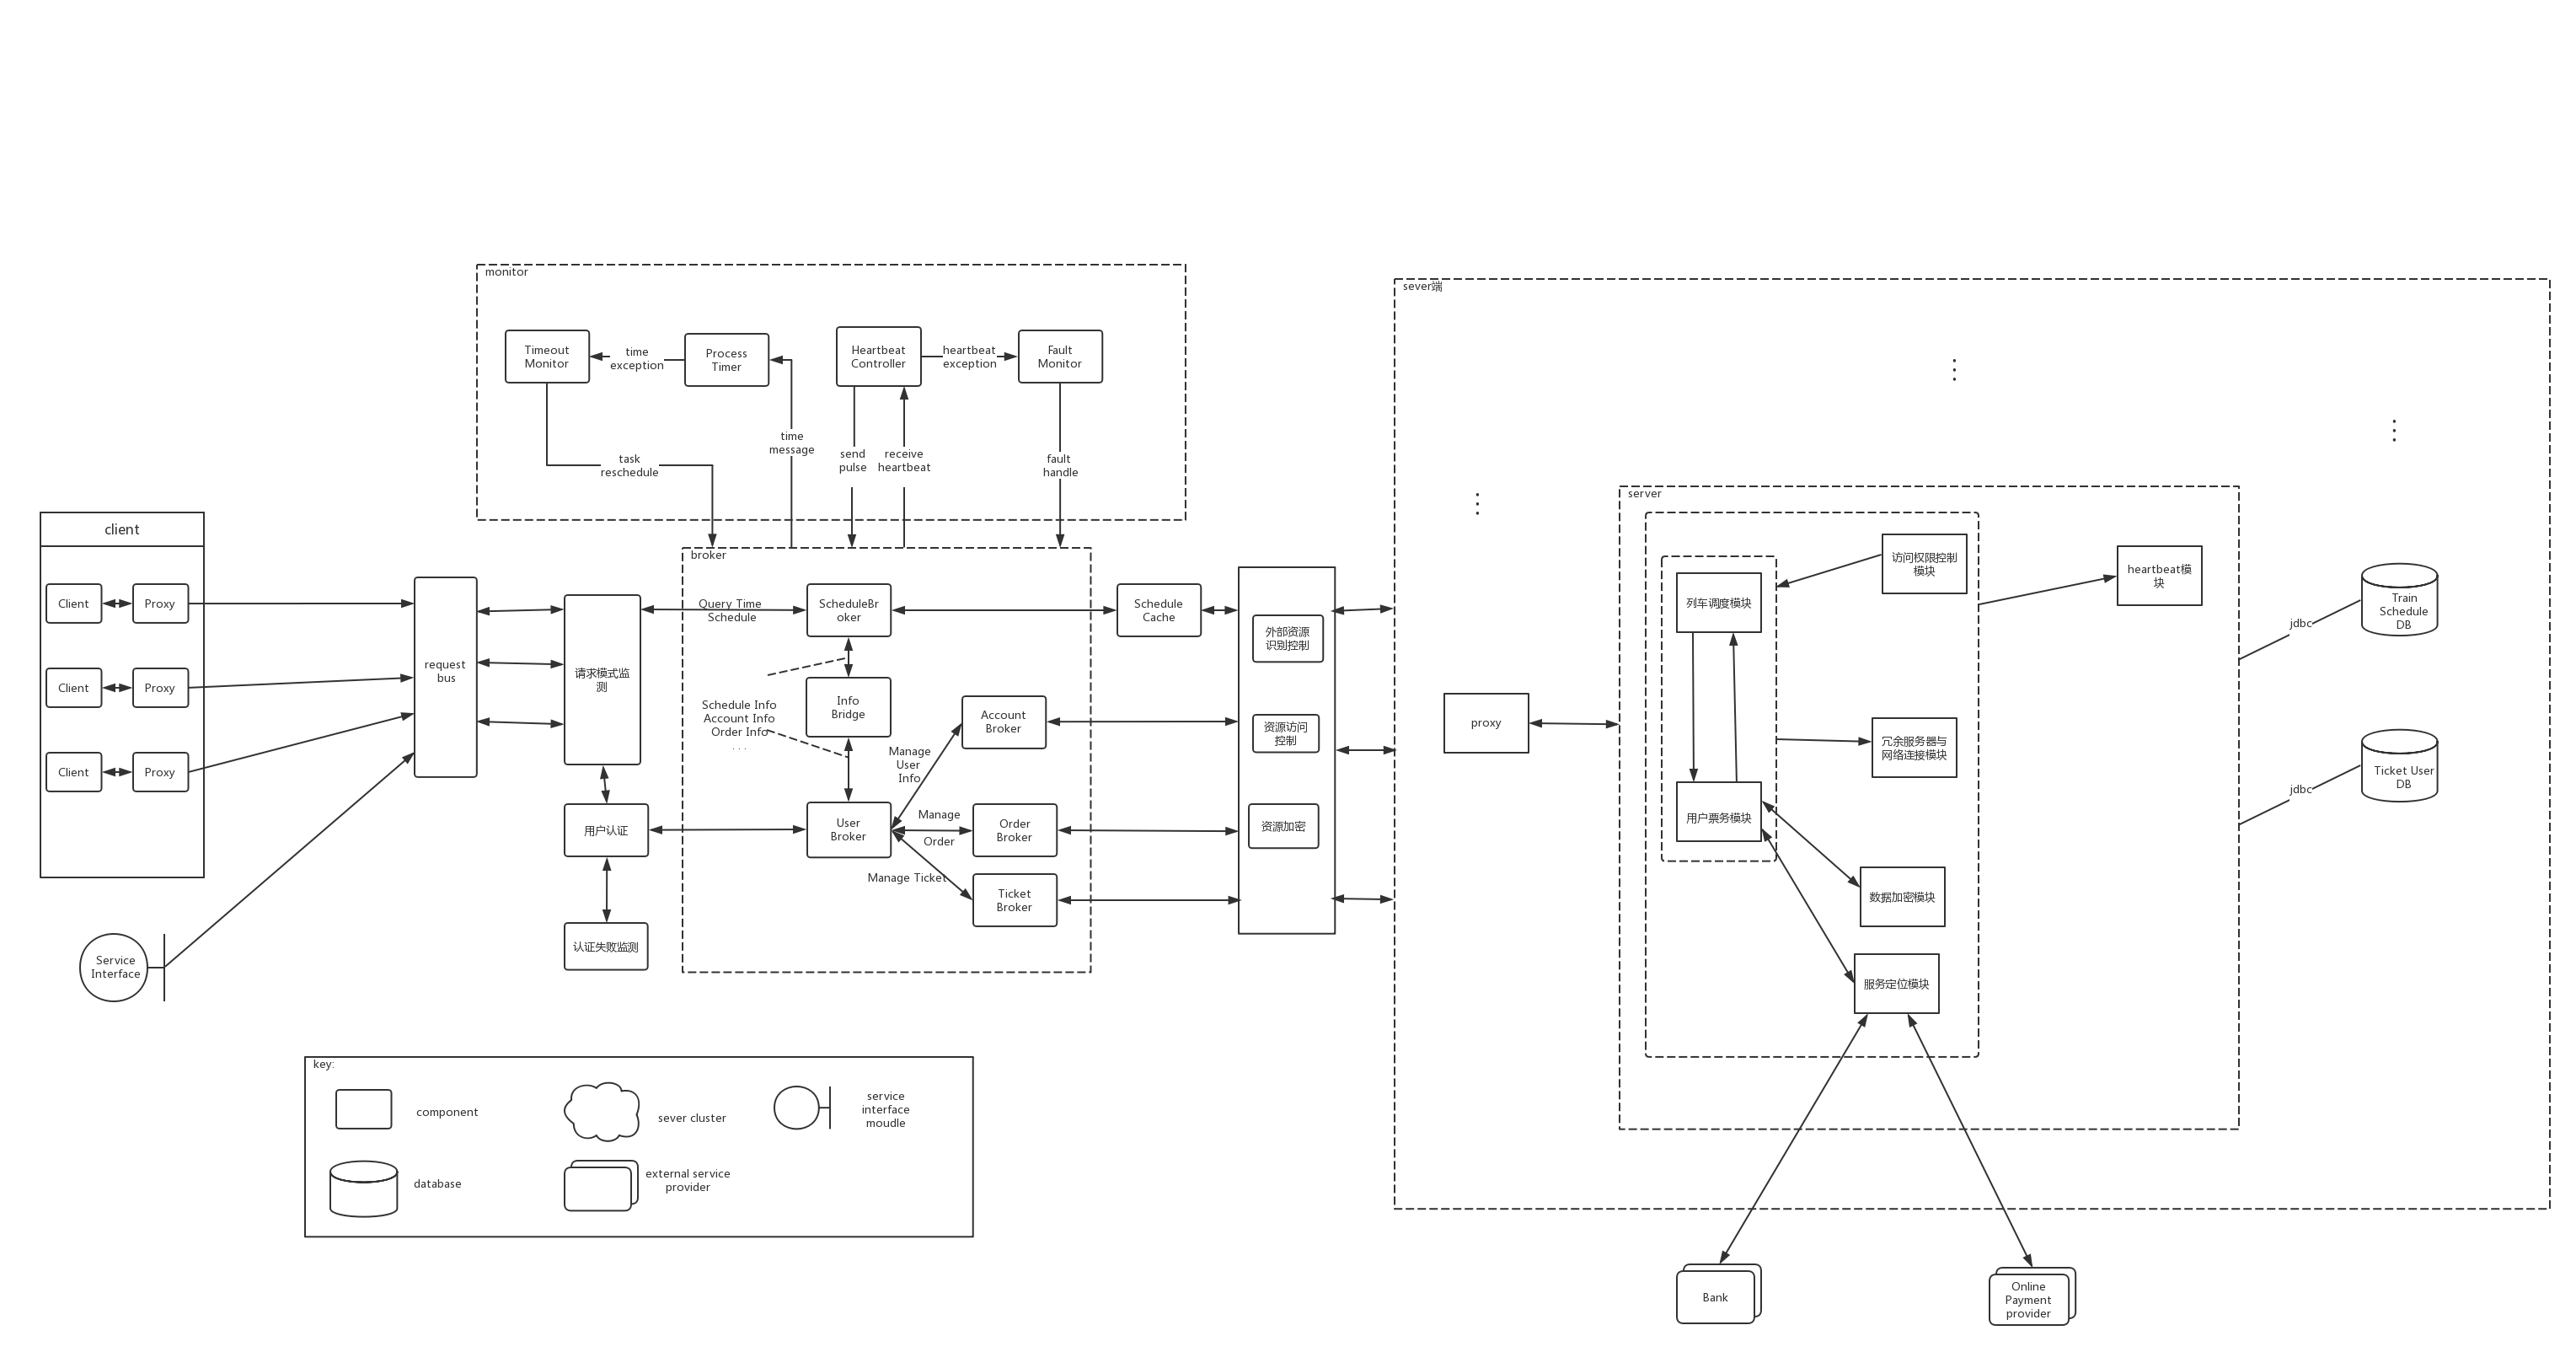 monitor
sever端
Timeout
Monitor
time
exception
Process
Timer
Heartbeat
Controller
heartbeat
exception
Fault
Monitor
time
message
send
pulse
receive
heartbeat
task
reschedule
fault
handle
client
Client
Proxy
Client
Proxy
Client
Proxy
Service
Interface
request
bus
请求模式监
测
用户认证
认证失败监测
broker
Query Time
Schedule
ScheduleBr
oker
Schedule Info
Account Info
Order Info
. . .
Info
Bridge
Account
Broker
Manage
User
Info
User
Broker
Manage
Order
Order
Broker
Manage Ticket
Ticket
Broker
Schedule
Cache
外部资源
识别控制
资源访问
控制
资源加密
proxy
server
列车调度模块
访问权限控制
模块
heartbeat模
块
冗余服务器与
网络连接模块
用户票务模块
数据加密模块
服务定位模块
jdbc
Train
Schedule
DB
jdbc
Ticket User
DB
key:
component
sever cluster
service
interface
moudle
database
external service
provider
Bank
Online
Payment
provider